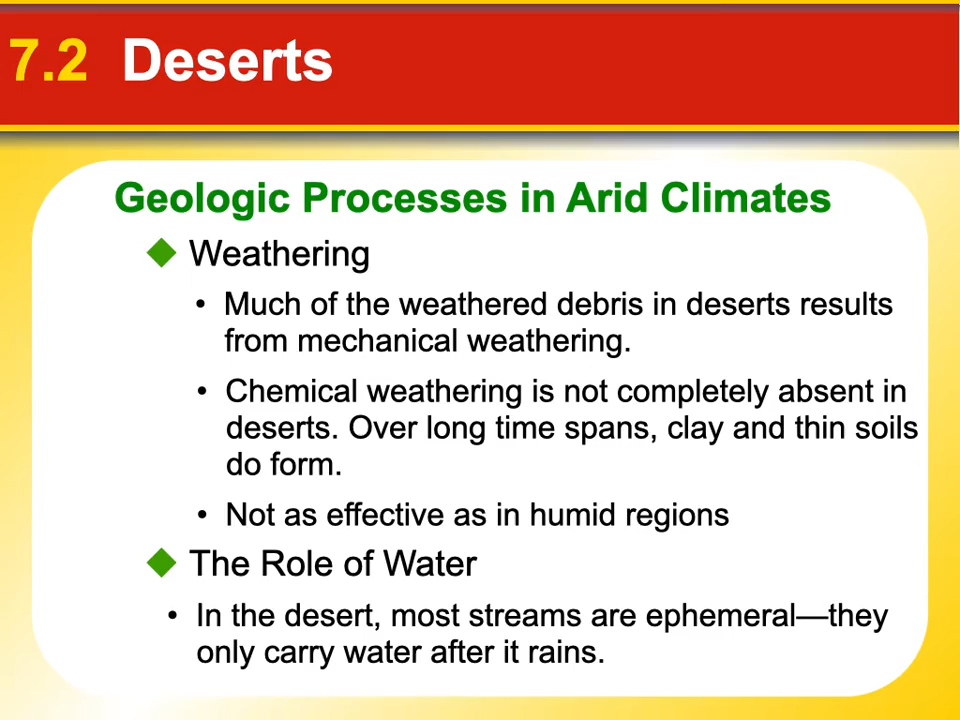 7.2 Deserts
Geologic Processes in Arid Climates
◆ Weathering
• Much of the weathered debris in deserts results
from mechanical weathering.
• Chemical weathering is not completely absent in
deserts. Over long time spans, clay and thin soils
do form.
• Not as effective as in humid regions
◆ The Role of Water
• In the desert, most streams are ephemeral—they
only carry water after it rains.